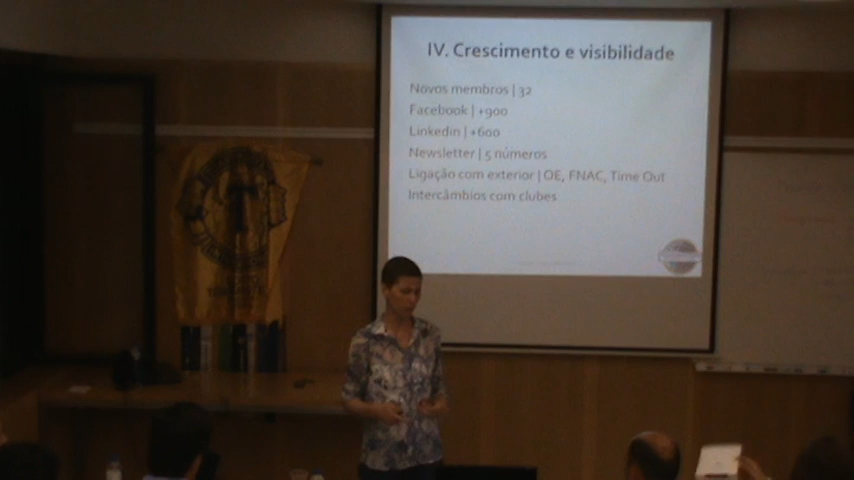 IV. Crescimento e visibilidade
Novos membros | 32
Facebook | +900
Linkedin | +600
Newsletter | 5 números
Ligação com exterior | OE, FNAC, Time Out
Intercâmbios com clubes